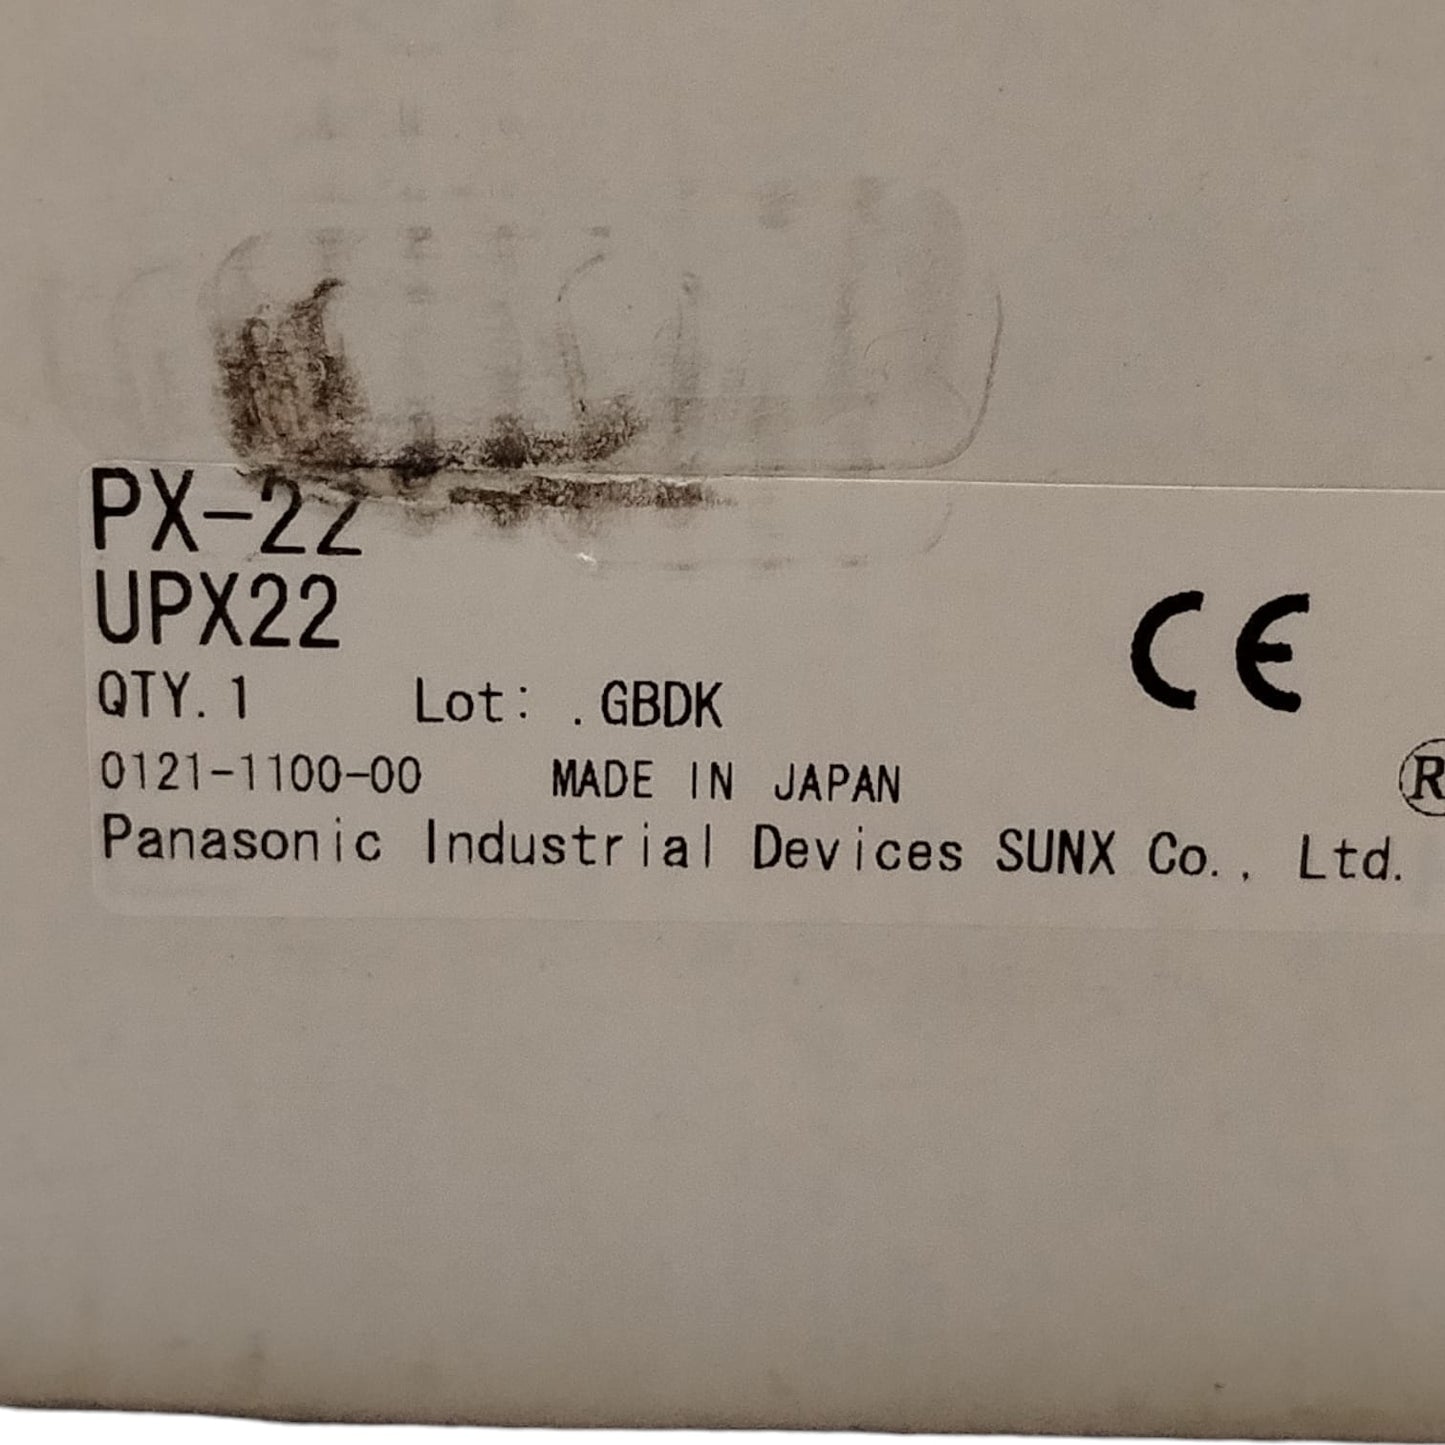 PX-22
UPX22
CE
QTY. 1 Lot: .GBDK
0121-1100-00 MADE IN JAPAN
R
Panasonic Industrial Devices SUNX Co., Ltd.